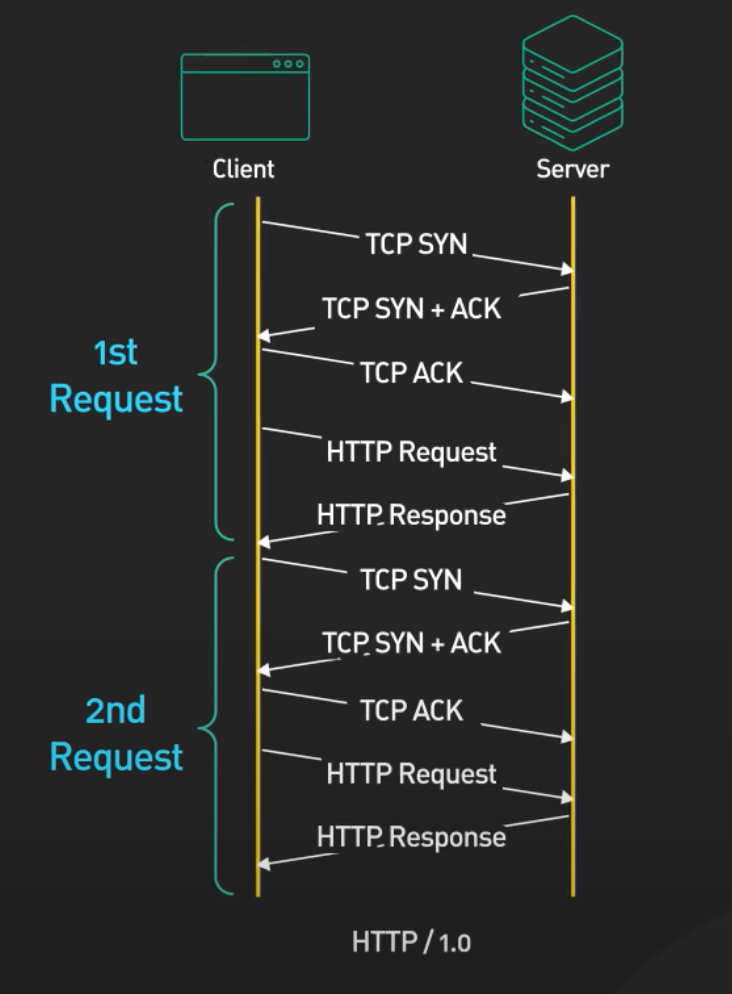 Client
Server
TCP SYN
TCP SYN + ACK
1st
Request
TCP ACK
HTTP Request
HTTP Response
TCP SYN
TCP SYN + ACK
2nd
Request
TCP ACK
HTTP Request
HTTP Response
HTTP / 1.0